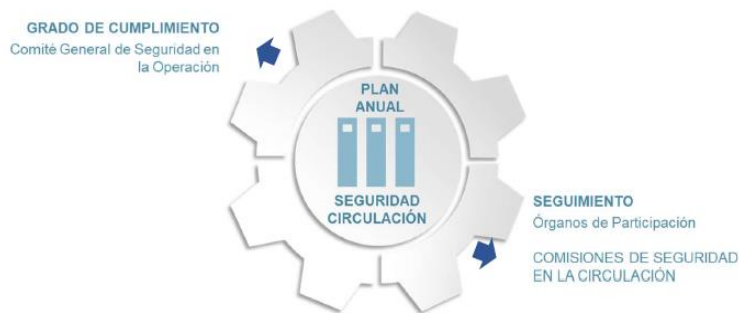 GRADO DE CUMPLIMIENTO
Comité General de Seguridad en
la Operación
PLAN
ANUAL
SEGURIDAD
CIRCULACIÓN
SEGUIMIENTO
Órganos de Participación
COMISIONES DE SEGURIDAD
EN LA CIRCULACIÓN